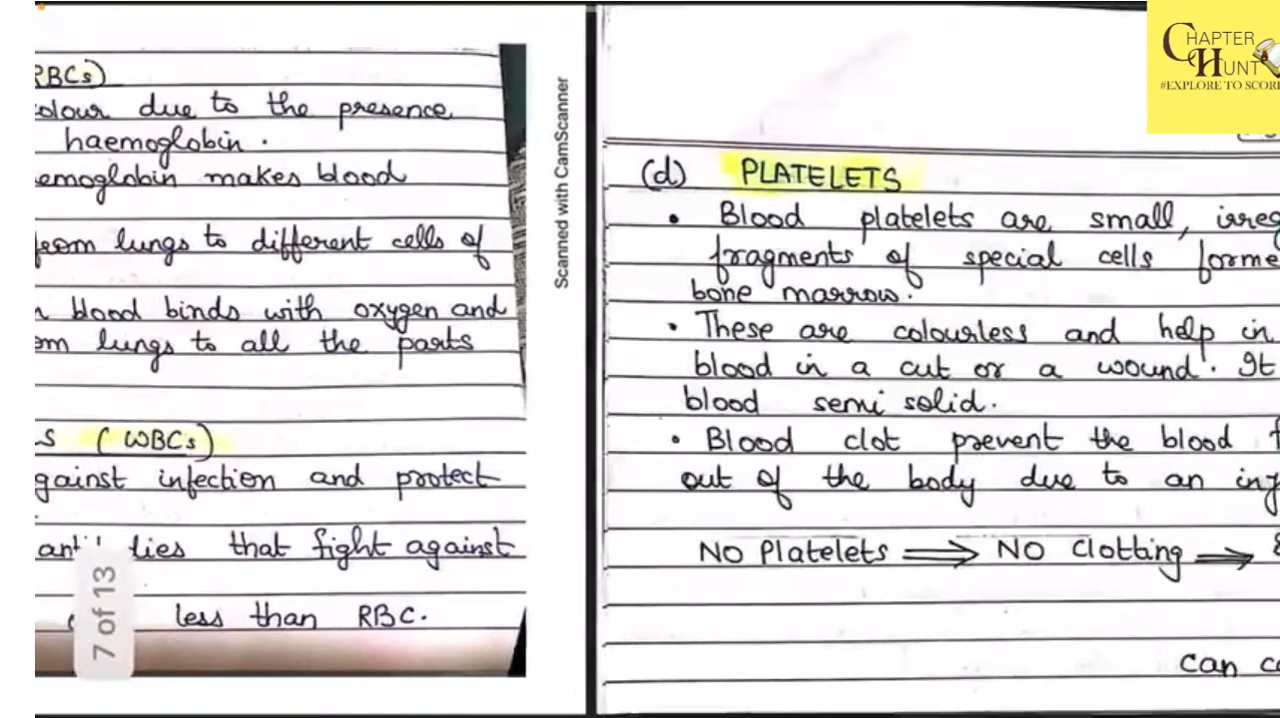 RBCs)
olour due to the presence
haemoglobin.
emoglobin makes blood
from lungs to different cells of
blood binds with oxygen and
om lungs to all the parts
S (WBCs)
gainst infection and protect
that fight against
less than RBC.
7 of 13
Scanned with CamScanner
CHAPTER
HUNT
#EXPLORE TO SCORE
(d) PLATELETS
• Blood platelets are small, irreg
fragments of special cells forme
bone marrow.
• These are colourless and help in
blood in a cut or a wound. It
blood semi solid.
• Blood clot prevent the blood f
out of the body due to an inj
NO Platelets ⟹ NO Clotting ⟹
can c